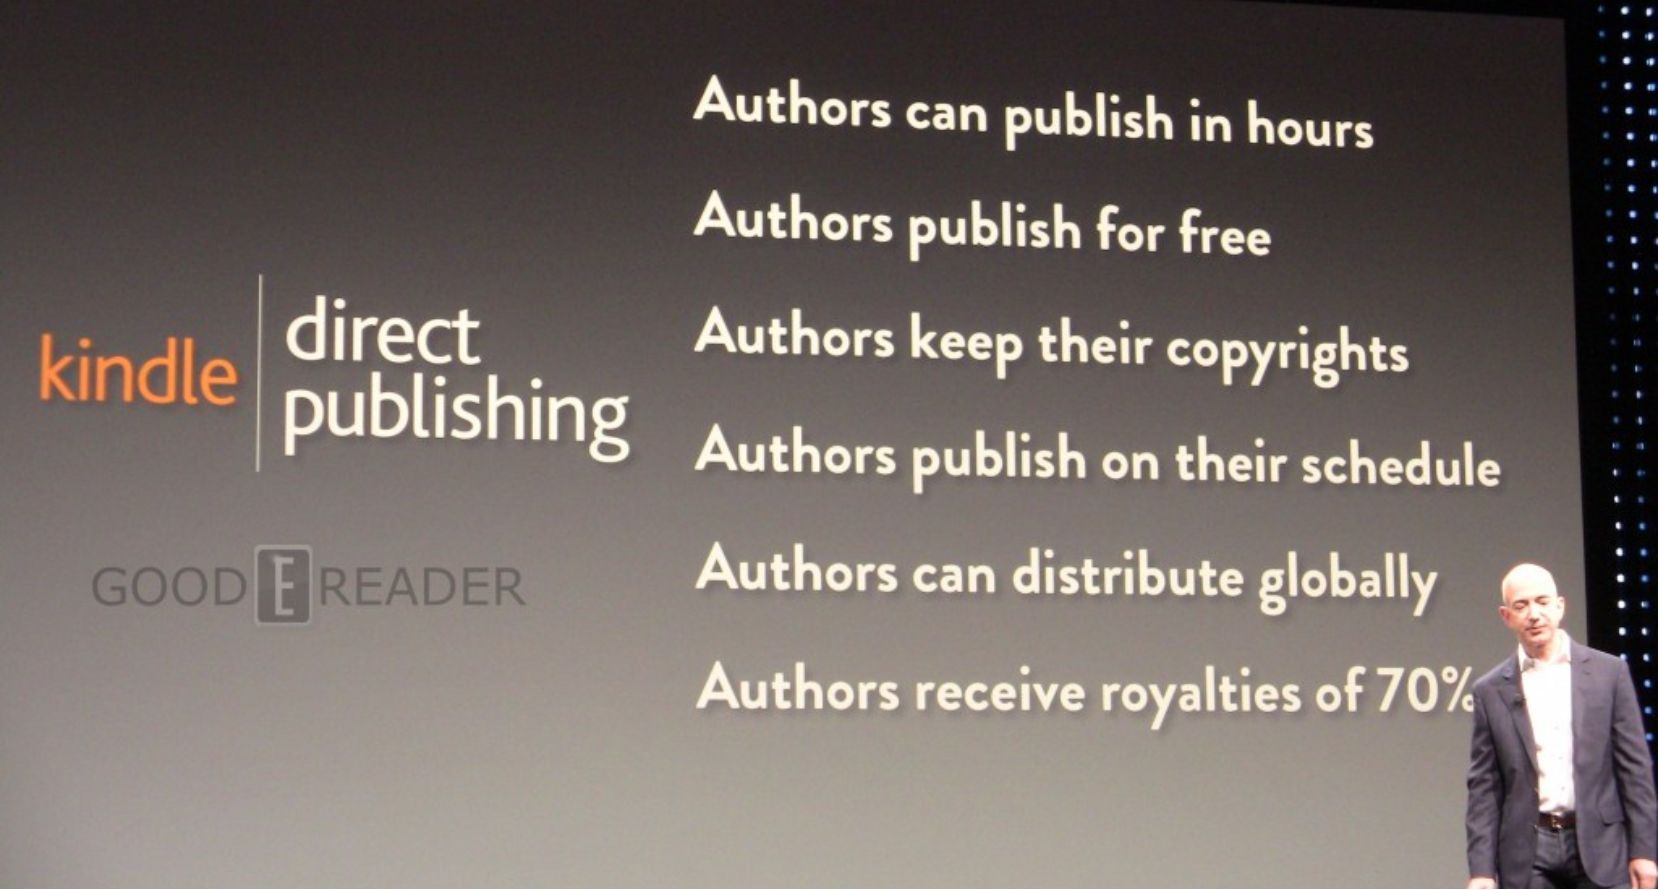 Authors can publish in hours
Authors publish for free
kindle
direct
publishing
Authors keep their copyrights
Authors publish on their schedule
GOOD E READER
Authors can distribute globally
Authors receive royalties of 70%